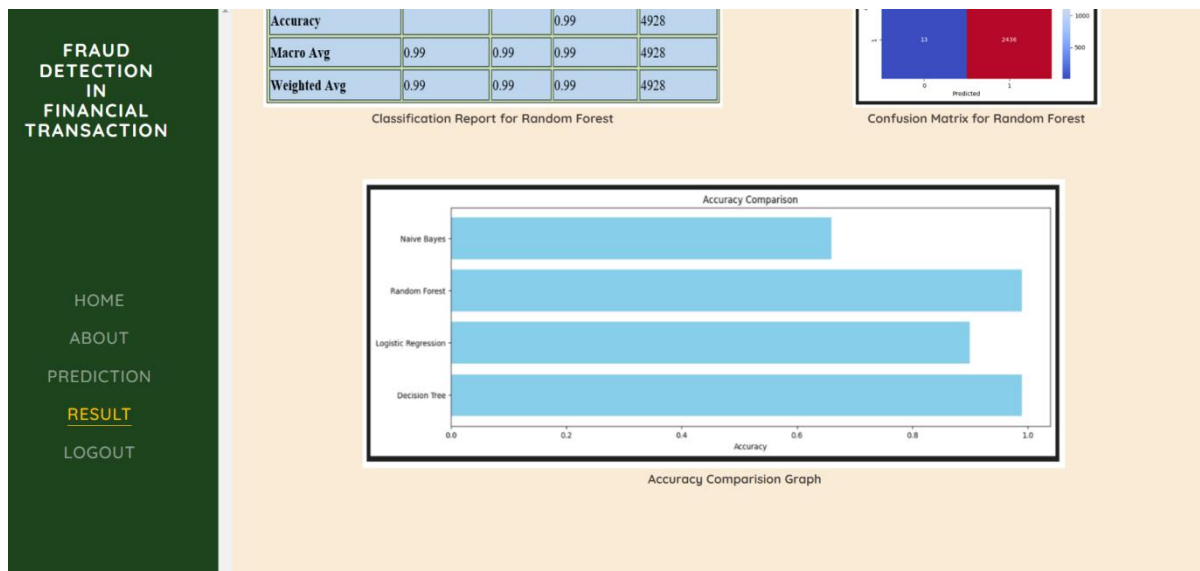 FRAUD
DETECTION
IN
FINANCIAL
TRANSACTION
HOME
ABOUT
PREDICTION
RESULT
LOGOUT
Accuracy 0.99 4928
Macro Avg 0.99 0.99 0.99 4928
Weighted Avg 0.99 0.99 0.99 4928
Classification Report for Random Forest
1000
500
13 2436
0 1
Predicted
Confusion Matrix for Random Forest
Accuracy Comparison
Naive Bayes
Random Forest
Logistic Regression
Decision Tree
0.0 0.2 0.4 0.6 0.8 1.0
Accuracy
Accuracy Comparision Graph